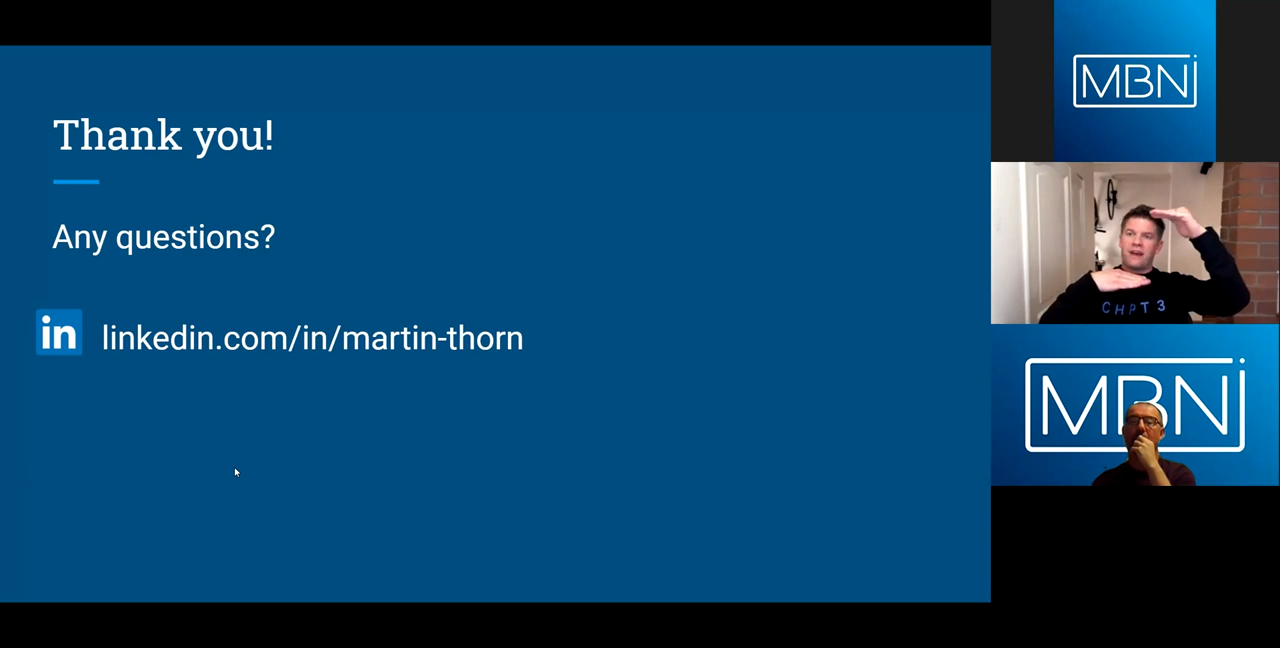 Thank you!
Any questions?
in linkedin.com/in/martin-thorn
MBN
CHPT3
MBN